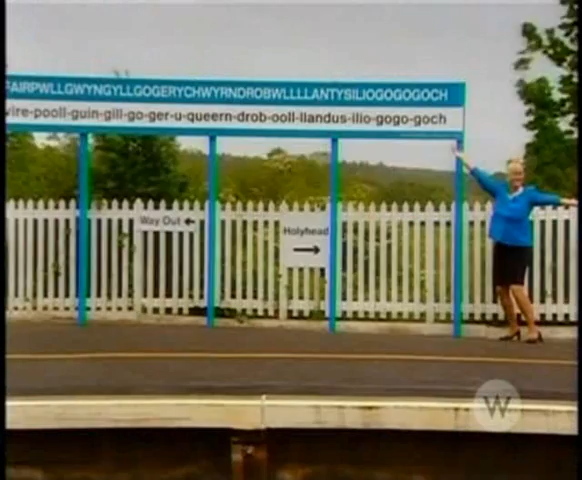 FAIRPWLLGWYNGYLLGOGERYCHWYRNDROBWLLLLANTYSILIOGOGOGOCH
vire-pooll-guin-gill-go-ger-u-queern-drob-ooll-llandus-ilio-gogo-goch
Way Out ←
Holyhead
→
W